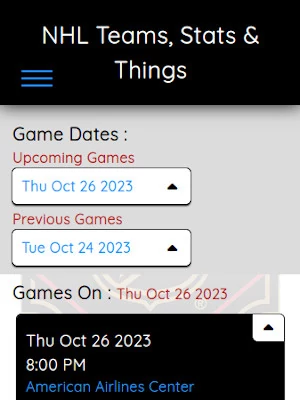 NHL Teams, Stats &
Things
Game Dates :
Upcoming Games
Thu Oct 26 2023
Previous Games
Tue Oct 24 2023
Games On : Thu Oct 26 2023
Thu Oct 26 2023
8:00 PM
American Airlines Center